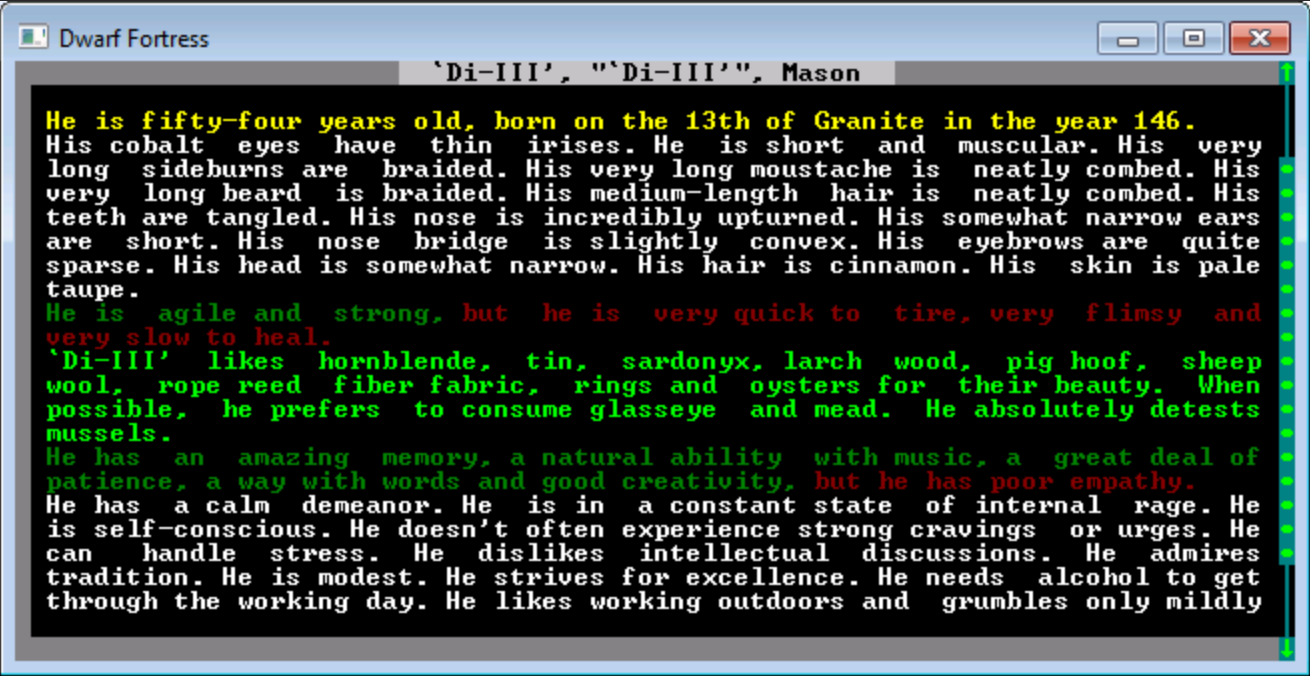 Dwarf Fortress
`Di-III', "`Di-III'", Mason
He is fifty-four years old, born on the 13th of Granite in the year 146.
His cobalt eyes have thin irises. He is short and muscular. His very
long sideburns are braided. His very long moustache is neatly combed. His
very long beard is braided. His medium-length hair is neatly combed. His
teeth are tangled. His nose is incredibly upturned. His somewhat narrow ears
are short. His nose bridge is slightly convex. His eyebrows are quite
sparse. His head is somewhat narrow. His hair is cinnamon. His skin is pale
taupe.
He is agile and strong, but he is very quick to tire, very flimsy and
very slow to heal.
`Di-III' likes hornblende, tin, sardonyx, larch wood, pig hoof, sheep
wool, rope reed fiber fabric, rings and oysters for their beauty. When
possible, he prefers to consume glasseye and mead. He absolutely detests
mussels.
He has an amazing memory, a natural ability with music, a great deal of
patience, a way with words and good creativity, but he has poor empathy.
He has a calm demeanor. He is in a constant state of internal rage. He
is self-conscious. He doesn't often experience strong cravings or urges. He
can handle stress. He dislikes intellectual discussions. He admires
tradition. He is modest. He strives for excellence. He needs alcohol to get
through the working day. He likes working outdoors and grumbles only mildly